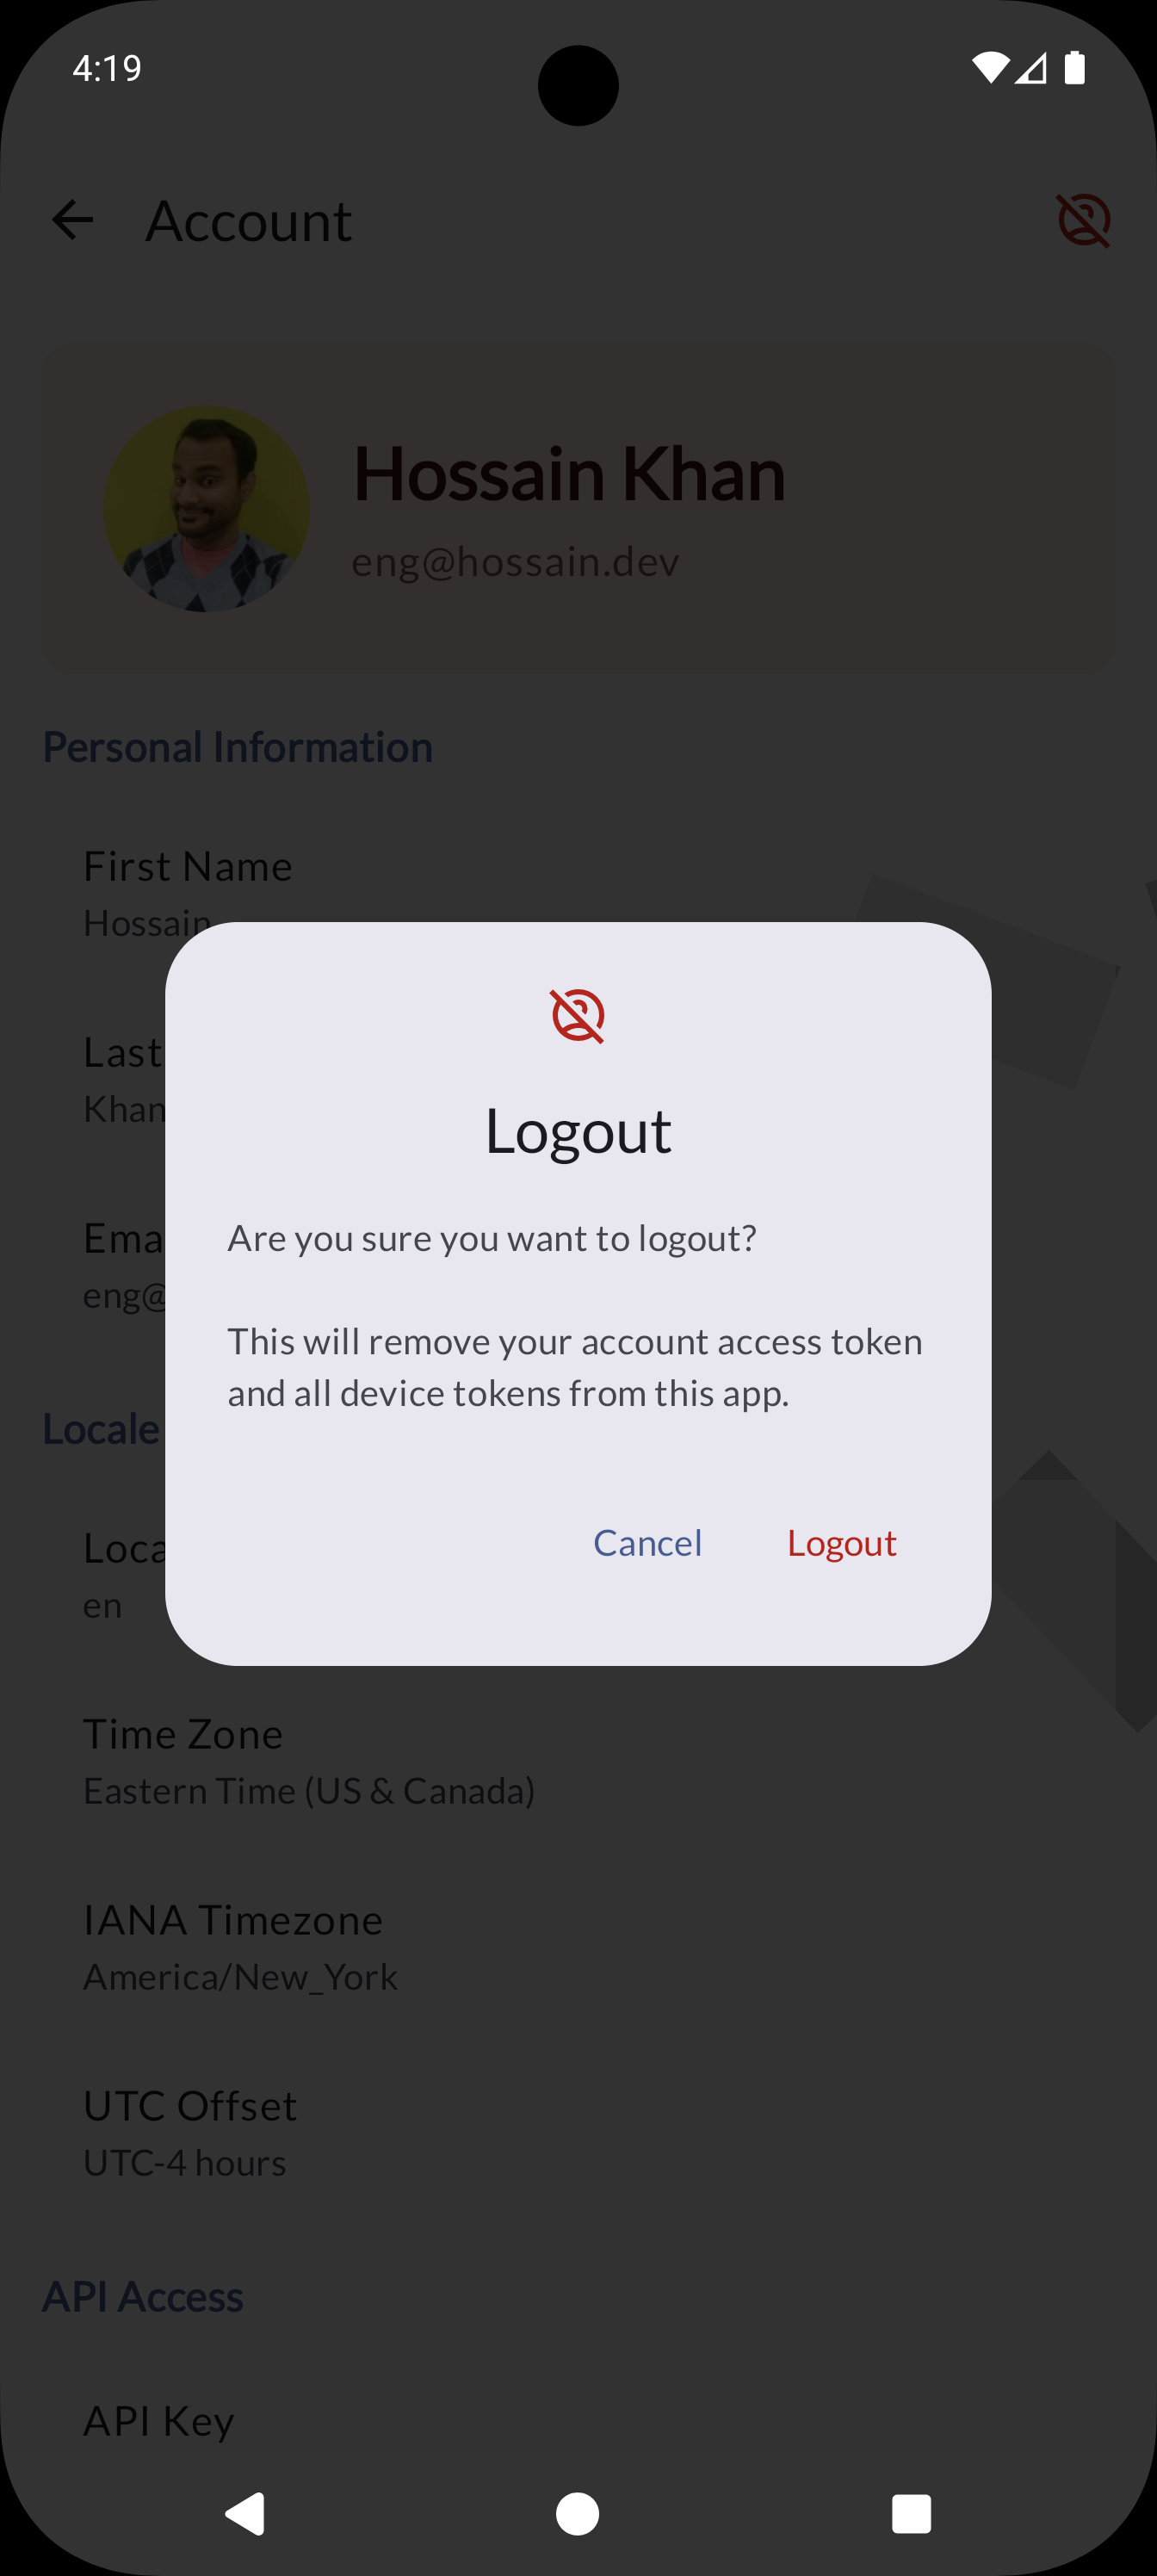 4:19
Account
Hossain Khan
eng@hossain.dev
Personal Information
First Name
Hossain
Last
Khan
Logout
Are you sure you want to logout?
This will remove your account access token
and all device tokens from this app.
Cancel
Logout
Ema
eng@
Locale
Loca
en
Time Zone
Eastern Time (US & Canada)
IANA Timezone
America/New_York
UTC Offset
UTC-4 hours
API Access
API Key